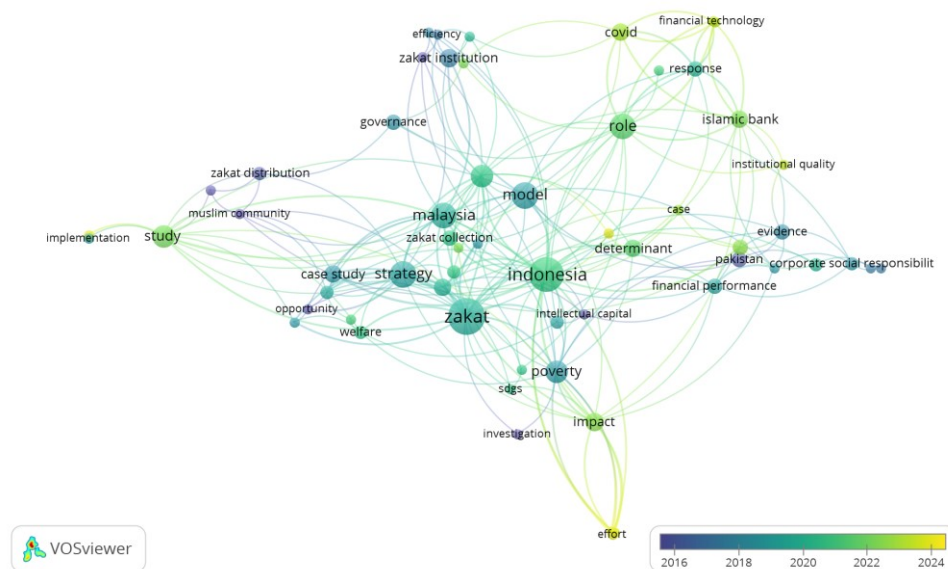 financial technology
covid
efficiency
zakat institution
response
governance
role
islamic bank
institutional quality
zakat distribution
model
muslim community
malaysia
case
implementation
study
zakat collection
determinant
evidence
pakistan
corporate social responsibilit
case study
strategy
indonesia
financial performance
opportunity
zakat
intellectual capital
welfare
poverty
sdgs
impact
investigation
effort
VOSviewer
2016 2018 2020 2022 2024